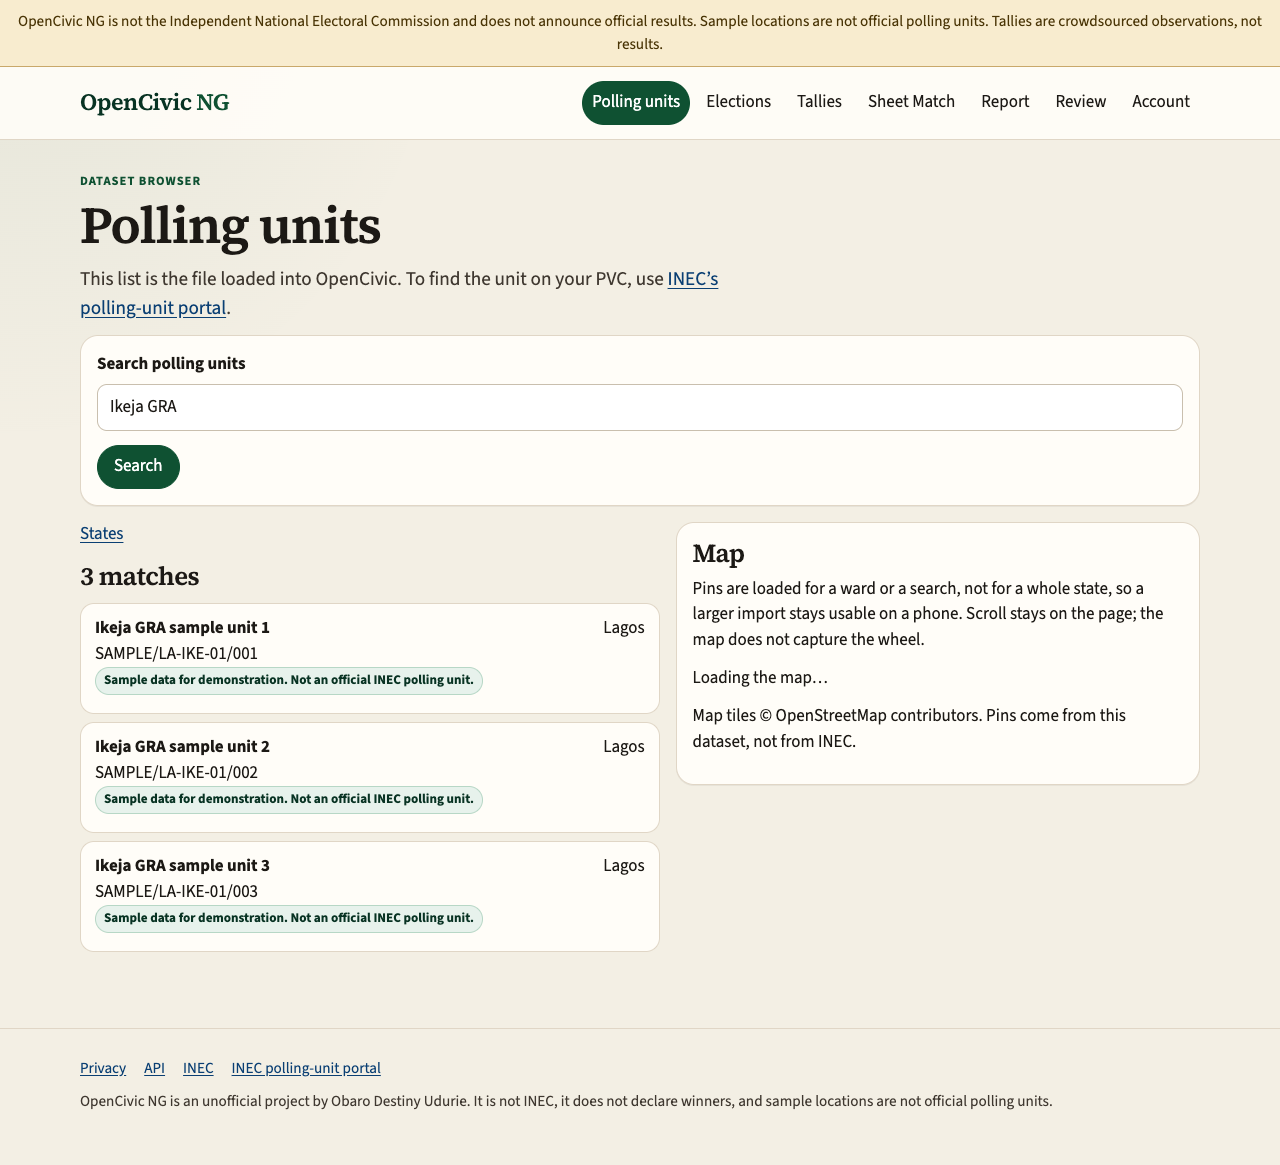 OpenCivic NG is not the Independent National Electoral Commission and does not announce official results. Sample locations are not official polling units. Tallies are crowdsourced observations, not
results.
OpenCivic NG
Polling units
Elections
Tallies
Sheet Match
Report
Review
Account
DATASET BROWSER
Polling units
This list is the file loaded into OpenCivic. To find the unit on your PVC, use INEC’s
polling-unit portal.
Search polling units
Ikeja GRA
Search
States
3 matches
Ikeja GRA sample unit 1
Lagos
SAMPLE/LA-IKE-01/001
Sample data for demonstration. Not an official INEC polling unit.
Ikeja GRA sample unit 2
Lagos
SAMPLE/LA-IKE-01/002
Sample data for demonstration. Not an official INEC polling unit.
Ikeja GRA sample unit 3
Lagos
SAMPLE/LA-IKE-01/003
Sample data for demonstration. Not an official INEC polling unit.
Map
Pins are loaded for a ward or a search, not for a whole state, so a
larger import stays usable on a phone. Scroll stays on the page; the
map does not capture the wheel.
Loading the map…
Map tiles © OpenStreetMap contributors. Pins come from this
dataset, not from INEC.
Privacy
API
INEC
INEC polling-unit portal
OpenCivic NG is an unofficial project by Obaro Destiny Udurie. It is not INEC, it does not declare winners, and sample locations are not official polling units.